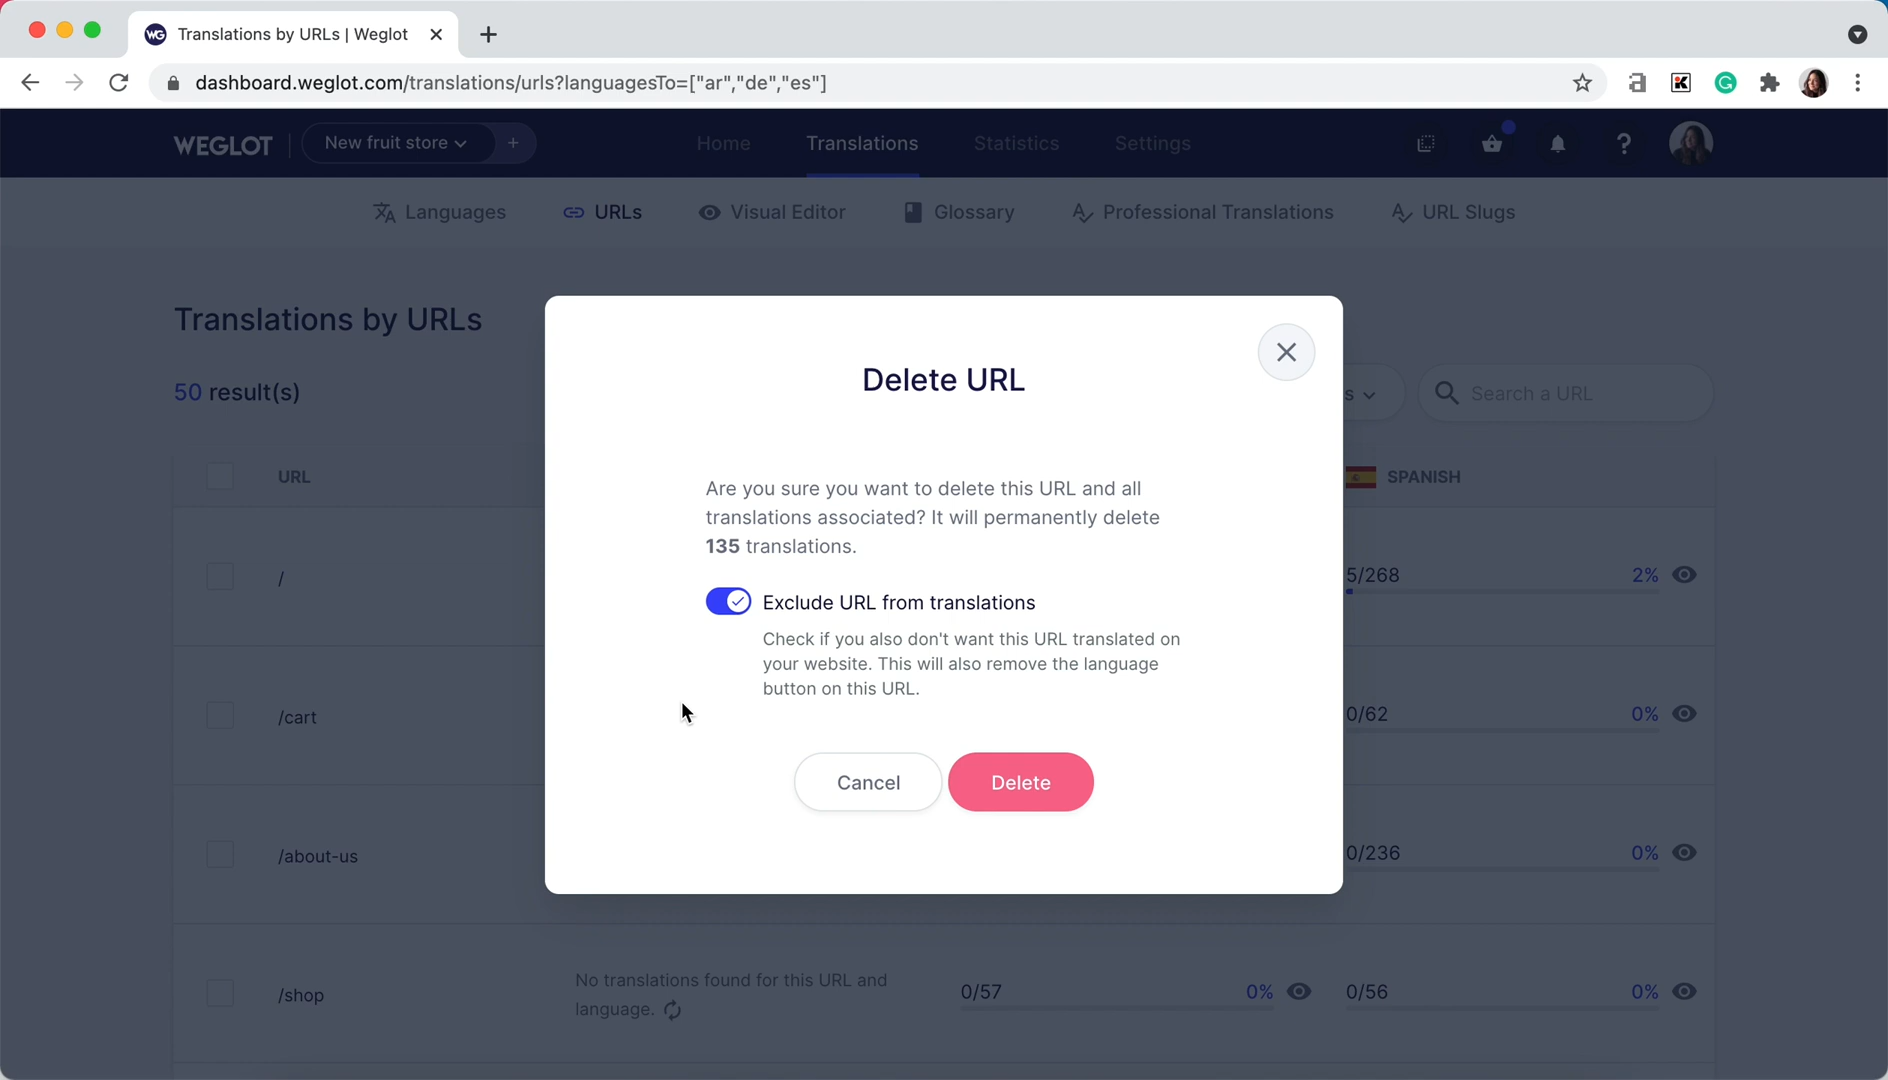 WG Translations by URLs | Weglot
dashboard.weglot.com/translations/urls?languagesTo=["ar","de","es"]
WEGLOT New fruit store + Home Translations Statistics Settings ?
Languages URLs Visual Editor Glossary Professional Translations URL Slugs
Translations by URLs
50 result(s)
s Search a URL
URL SPANISH
/ 5/268 2%
/cart 0/62 0%
/about-us 0/236 0%
/shop
No translations found for this URL and
language.
0/57 0% 0/56 0%
Delete URL
Are you sure you want to delete this URL and all
translations associated? It will permanently delete
135 translations.
Exclude URL from translations
Check if you also don't want this URL translated on
your website. This will also remove the language
button on this URL.
Cancel Delete